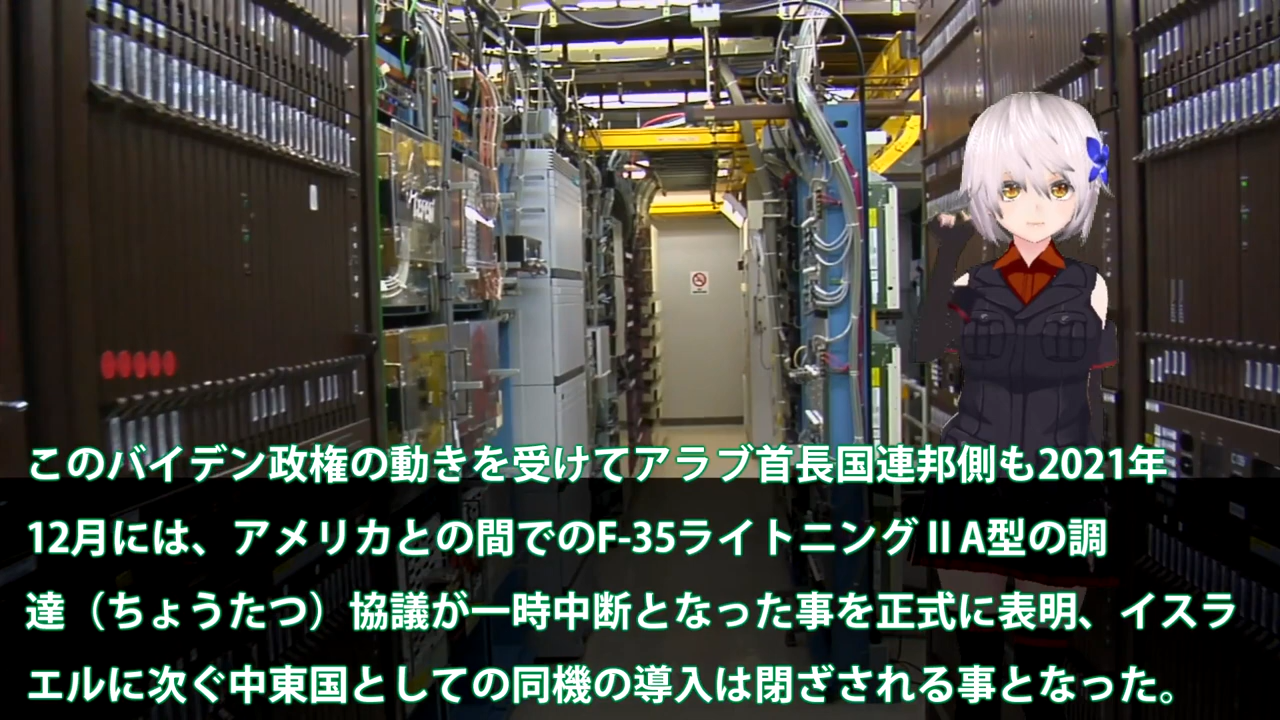 このバイデン政権の動きを受けてアラブ首長国連邦側も2021年
12月には、アメリカとの間でのF-35ライトニングⅡA型の調
達（ちょうたつ）協議が一時中断となった事を正式に表明、イスラ
エルに次ぐ中東国としての同機の導入は閉ざされる事となった。